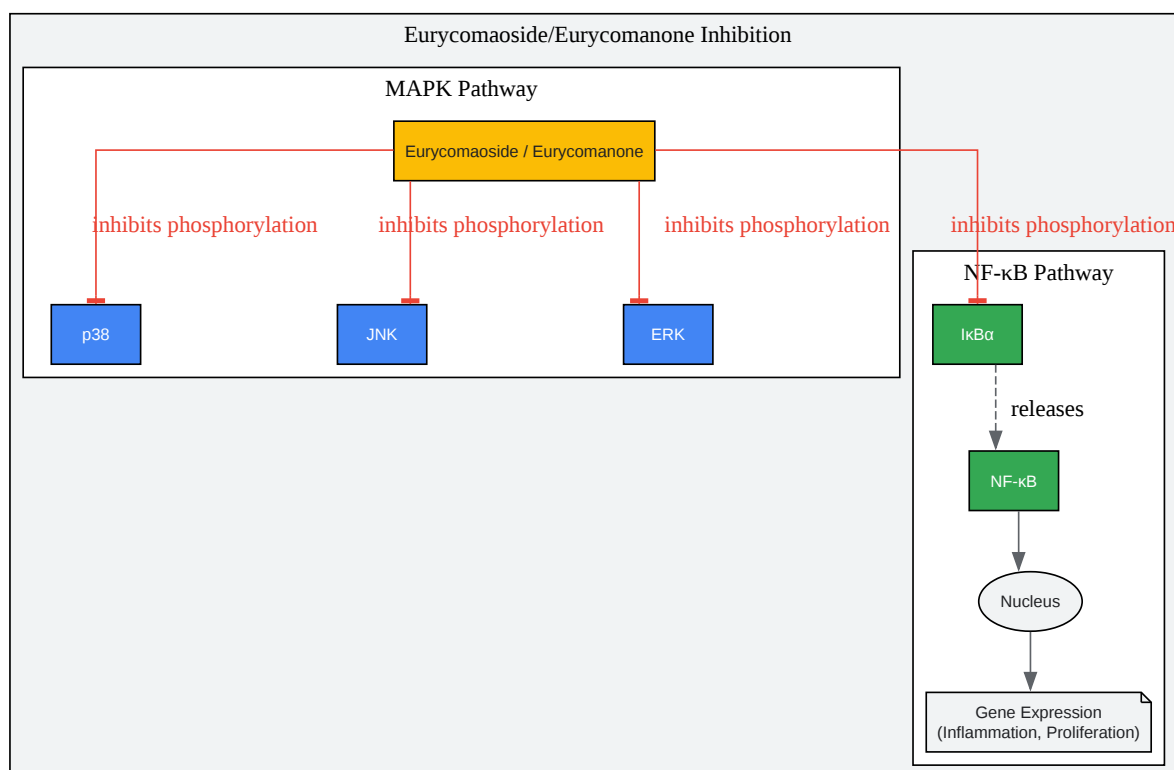 Eurycomaoside/Eurycomanone Inhibition
MAPK Pathway
Eurycomaoside / Eurycomanone
inhibits phosphorylation
inhibits phosphorylation
inhibits phosphorylation
inhibits phosphorylation
NF-κB Pathway
p38
JNK
ERK
IκBα
releases
NF-κB
Nucleus
Gene Expression
(Inflammation, Proliferation)